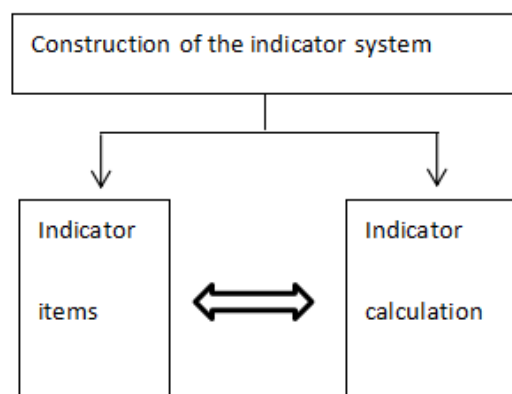 Construction of the indicator system
Indicator
items
Indicator
calculation